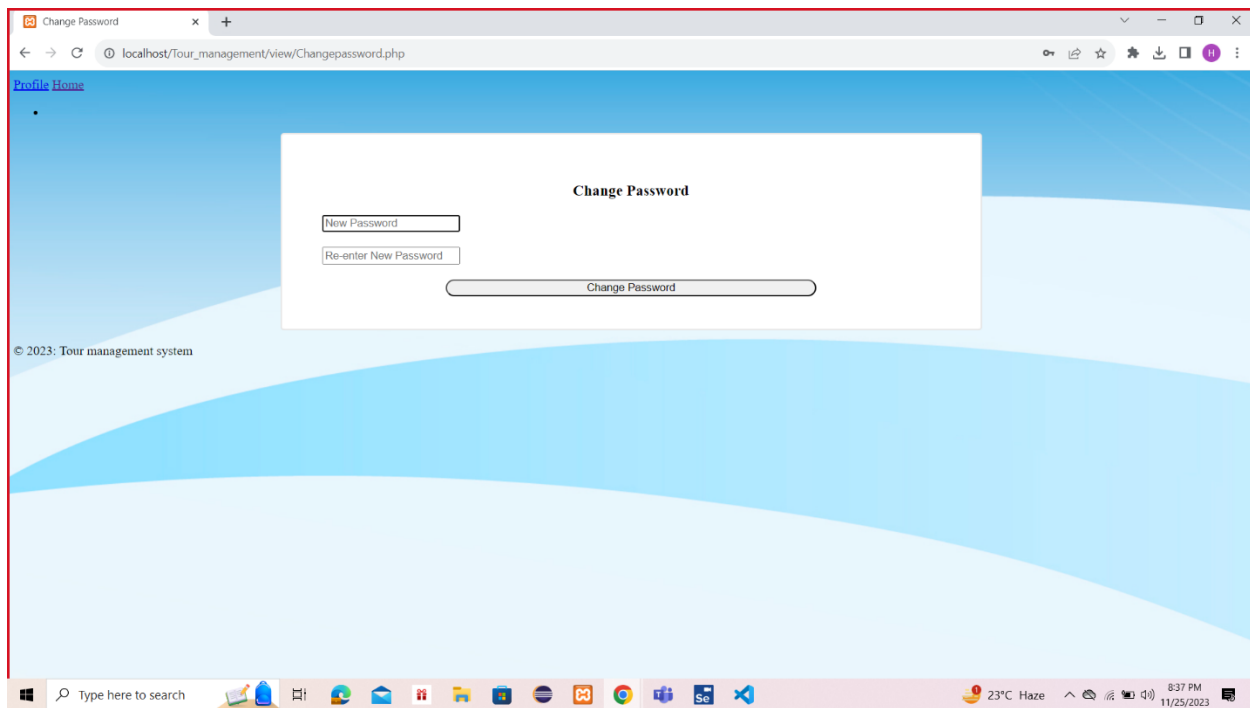 Change Password
localhost/Tour_management/view/Changepassword.php
H
Profile Home
Change Password
New Password
Re-enter New Password
Change Password
© 2023: Tour management system
Type here to search
Se
23°C Haze
8:37 PM
11/25/2023